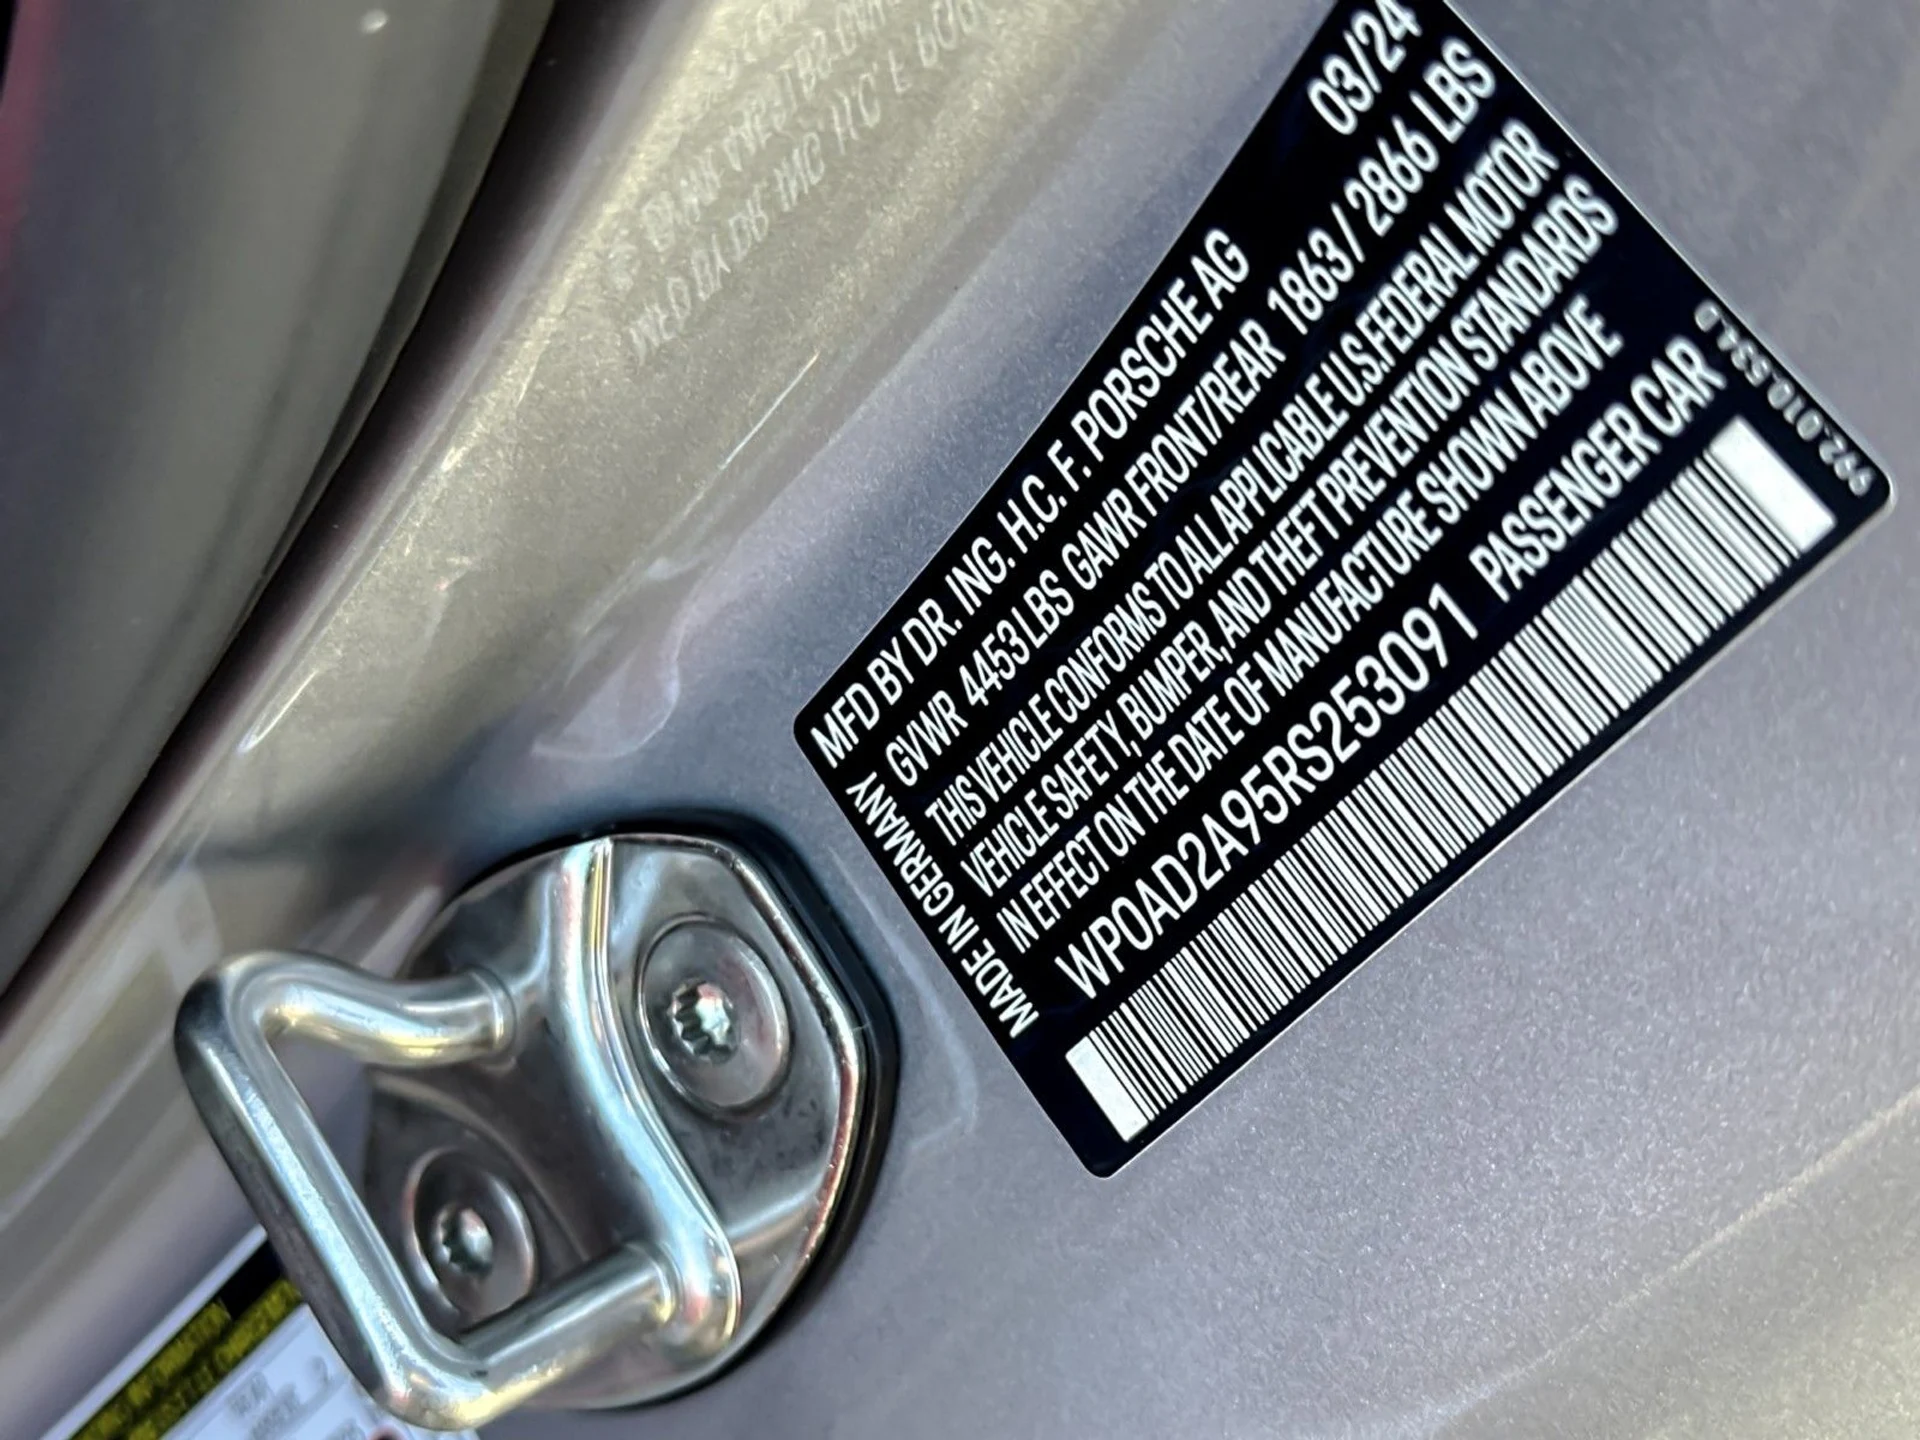 MFD BY DR. ING. H.C. F. PORSCHE AG 03/24
GVWR 4453 LBS GAWR FRONT/REAR 1863 / 2866 LBS
THIS VEHICLE CONFORMS TO ALL APPLICABLE U.S.FEDERAL MOTOR
VEHICLE SAFETY, BUMPER, AND THEFT PREVENTION STANDARDS
IN EFFECT ON THE DATE OF MANUFACTURE SHOWN ABOVE
WP0AD2A95RS253091 PASSENGER CAR
MADE IN GERMANY